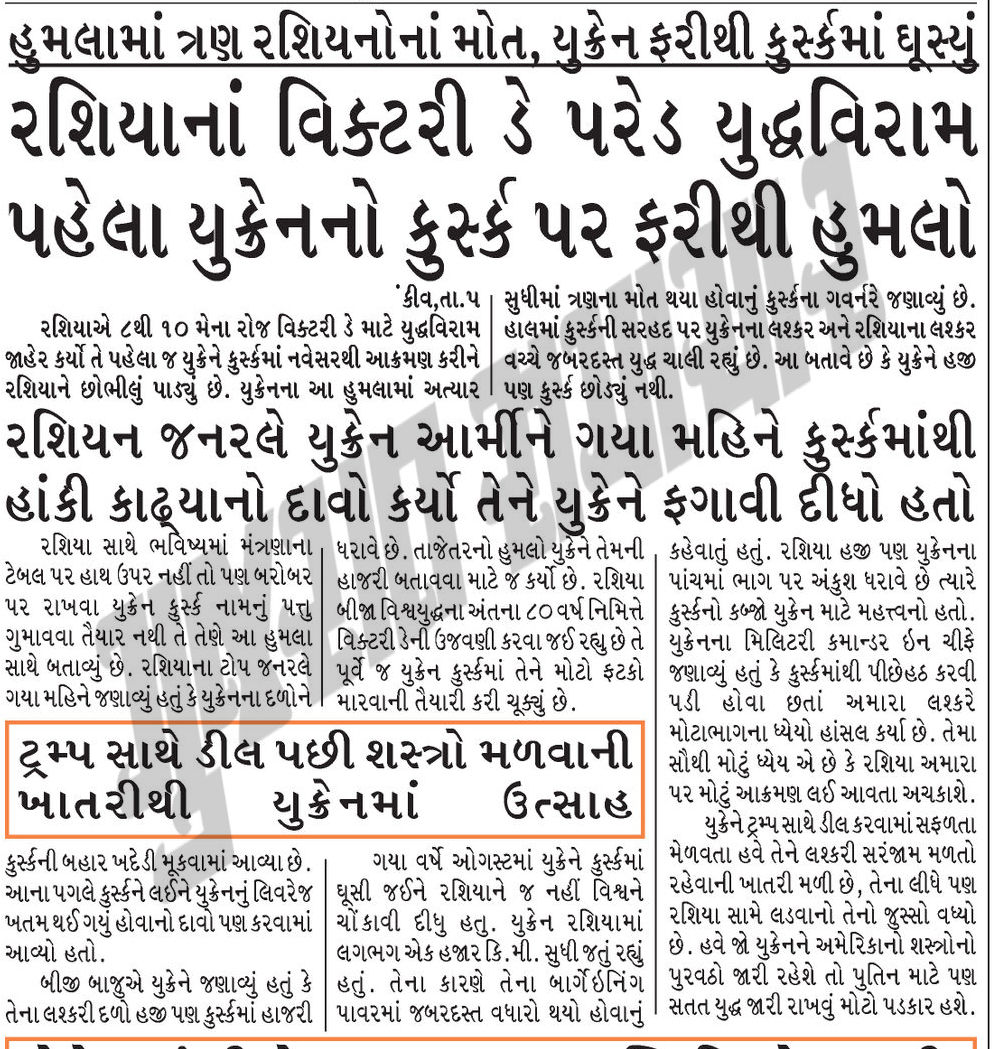 હુમલામાં ત્રણ રશિયનોનાં મોત, યુક્રેન ફરીથી કુર્સ્કમાં ઘૂસ્યું
રશિયાનાં વિક્ટરી ડે પરેડ યુદ્ધવિરામ
પહેલા યુક્રેનનો કુર્સ્ક પર ફરીથી હુમલો
કીવ,તા.૫
રશિયાએ ૮થી ૧૦ મેના રોજ વિક્ટરી ડે માટે યુદ્ધવિરામ
જાહેર કર્યો તે પહેલા જ યુક્રેને કુર્સ્કમાં નવેસરથી આક્રમણ કરીને
રશિયાને છોભીલું પાડ્યું છે. યુક્રેનના આ હુમલામાં અત્યાર
સુધીમાં ત્રણના મોત થયા હોવાનું કુર્સ્કના ગવર્નરે જણાવ્યું છે.
હાલમાં કુર્સ્કની સરહદ પર યુક્રેનના લશ્કર અને રશિયાના લશ્કર
વચ્ચે જબરદસ્ત યુદ્ધ ચાલી રહ્યું છે. આ બતાવે છે કે યુક્રેને હજી
પણ કુર્સ્ક છોડ્યું નથી.
રશિયન જનરલે યુક્રેન આર્મીને ગયા મહિને કુર્સ્કમાંથી
હાંકી કાઢ્યાનો દાવો કર્યો તેને યુક્રેને ફગાવી દીધો હતો
રશિયા સાથે ભવિષ્યમાં મંત્રણાના
ટેબલ પર હાથ ઉપર નહીં તો પણ બરોબર
પર રાખવા યુક્રેન કુર્સ્ક નામનું પત્તુ
ગુમાવવા તૈયાર નથી તે તેણે આ હુમલા
સાથે બતાવ્યું છે. રશિયાના ટોપ જનરલે
ગયા મહિને જણાવ્યું હતું કે યુક્રેનના દળોને
કુર્સ્કની બહાર ખદેડી મૂકવામાં આવ્યા છે.
આના પગલે કુર્સ્કને લઈને યુક્રેનનું લિવરેજ
ખતમ થઈ ગયું હોવાનો દાવો પણ કરવામાં
આવ્યો હતો.
બીજી બાજુએ યુક્રેને જણાવ્યું હતું કે
તેના લશ્કરી દળો હજી પણ કુર્સ્કમાં હાજરી
ધરાવે છે. તાજેતરનો હુમલો યુક્રેને તેમની
હાજરી બતાવવા માટે જ કર્યો છે. રશિયા
બીજા વિશ્વયુદ્ધના અંતના ૮૦ વર્ષ નિમિત્તે
વિક્ટરી ડેની ઉજવણી કરવા જઈ રહ્યુ છે તે
પૂર્વે જ યુક્રેન કુર્સ્કમાં તેને મોટો ફટકો
મારવાની તૈયારી કરી ચૂક્યું છે.
ટ્રમ્પ સાથે ડીલ પછી શસ્ત્રો મળવાની
ખાતરીથી યુક્રેનમાં ઉત્સાહ
ગયા વર્ષે ઓગસ્ટમાં યુક્રેને કુર્સ્કમાં
ઘૂસી જઈને રશિયાને જ નહીં વિશ્વને
ચોંકાવી દીધુ હતુ. યુક્રેન રશિયામાં
લગભગ એક હજાર કિ.મી. સુધી જતું રહ્યું
હતું. તેના કારણે તેના બાર્ગેઇનિંગ
પાવરમાં જબરદસ્ત વધારો થયો હોવાનું
કહેવાતું હતું. રશિયા હજી પણ યુક્રેનના
પાંચમાં ભાગ પર અંકુશ ધરાવે છે ત્યારે
કુર્સ્કનો કબ્જો યુક્રેન માટે મહત્ત્વનો હતો.
યુક્રેનના મિલિટરી કમાન્ડર ઇન ચીફે
જણાવ્યું હતું કે કુર્સ્કમાંથી પીછેહઠ કરવી
પડી હોવા છતાં અમારા લશ્કરે
મોટાભાગના ધ્યેયો હાંસલ કર્યા છે. તેમા
સૌથી મોટું ધ્યેય એ છે કે રશિયા અમારા
પર મોટું આક્રમણ લઈ આવતા અચકાશે.
યુક્રેને ટ્રમ્પ સાથે ડીલ કરવામાં સફળતા
મેળવતા હવે તેને લશ્કરી સરંજામ મળતો
રહેવાની ખાતરી મળી છે, તેના લીધે પણ
રશિયા સામે લડવાનો તેનો જુસ્સો વધ્યો
છે. હવે જો યુક્રેનને અમેરિકાનો શસ્ત્રોનો
પુરવઠો જારી રહેશે તો પુતિન માટે પણ
સતત યુદ્ધ જારી રાખવું મોટો પડકાર હશે.
ગુજરાત સમાચાર